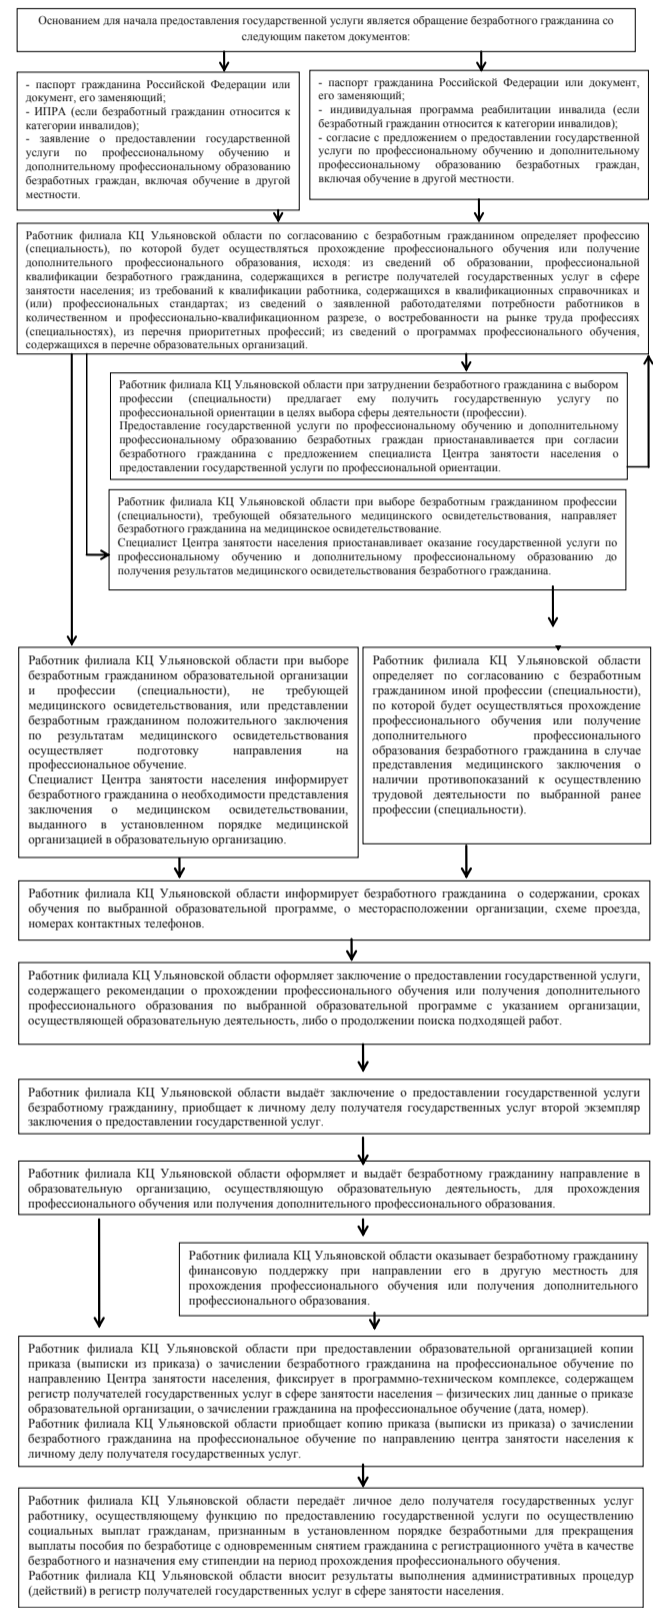 Основанием для начала предоставления государственной услуги является обращение безработного гражданина со
следующим пакетом документов:
- паспорт гражданина Российской Федерации или
документ, его заменяющий;
- ИПРА (если безработный гражданин относится к
категории инвалидов);
- заявление о предоставлении государственной
услуги по профессиональному обучению и
дополнительному профессиональному образованию
безработных граждан, включая обучение в другой
местности.
- паспорт гражданина Российской Федерации или документ,
его заменяющий;
- индивидуальная программа реабилитации инвалида (если
безработный гражданин относится к категории инвалидов);
- согласие с предложением о предоставлении государственной
услуги по профессиональному обучению и дополнительному
профессиональному образованию безработных граждан,
включая обучение в другой местности.
Работник филиала КЦ Ульяновской области по согласованию с безработным гражданином определяет профессию
(специальность), по которой будет осуществляться прохождение профессионального обучения или получение
дополнительного профессионального образования, исходя: из сведений об образовании, профессиональной
квалификации безработного гражданина, содержащихся в регистре получателей государственных услуг в сфере
занятости населения; из требований к квалификации работника, содержащихся в квалификационных справочниках и
(или) профессиональных стандартах; из сведений о заявленной работодателями потребности работников в
количественном и профессионально-квалификационном разрезе, о востребованности на рынке труда профессиях
(специальностях), из перечня приоритетных профессий; из сведений о программах профессионального обучения,
содержащихся в перечне образовательных организаций.
Работник филиала КЦ Ульяновской области при затруднении безработного гражданина с выбором
профессии (специальности) предлагает ему получить государственную услугу по
профессиональной ориентации в целях выбора сферы деятельности (профессии).
Предоставление государственной услуги по профессиональному обучению и дополнительному
профессиональному образованию безработных граждан приостанавливается при согласии
безработного гражданина с предложением специалиста Центра занятости населения о
предоставлении государственной услуги по профессиональной ориентации.
Работник филиала КЦ Ульяновской области при выборе безработным гражданином профессии
(специальности), требующей обязательного медицинского освидетельствования, направляет
безработного гражданина на медицинское освидетельствование.
Специалист Центра занятости населения приостанавливает оказание государственной услуги по
профессиональному обучению и дополнительному профессиональному образованию до
получения результатов медицинского освидетельствования безработного гражданина.
Работник филиала КЦ Ульяновской области при выборе
безработным гражданином образовательной организации
и профессии (специальности), не требующей
медицинского освидетельствования, или представлении
безработным гражданином положительного заключения
по результатам медицинского освидетельствования
осуществляет подготовку направления на
профессиональное обучение.
Специалист Центра занятости населения информирует
безработного гражданина о необходимости представления
заключения о медицинском освидетельствовании,
выданного в установленном порядке медицинской
организацией в образовательную организацию.
Работник филиала КЦ Ульяновской области
определяет по согласованию с безработным
гражданином иной профессии (специальности),
по которой будет осуществляться прохождение
профессионального обучения или получение
дополнительного профессионального
образования безработного гражданина в случае
представления медицинского заключения о
наличии противопоказаний к осуществлению
трудовой деятельности по выбранной ранее
профессии (специальности).
Работник филиала КЦ Ульяновской области информирует безработного гражданина о содержании, сроках
обучения по выбранной образовательной программе, о месторасположении организации, схеме проезда,
номерах контактных телефонов.
Работник филиала КЦ Ульяновской области оформляет заключение о предоставлении государственной услуги,
содержащего рекомендации о прохождении профессионального обучения или получения дополнительного
профессионального образования по выбранной образовательной программе с указанием организации,
осуществляющей образовательную деятельность, либо о продолжении поиска подходящей работ.
Работник филиала КЦ Ульяновской области выдаёт заключение о предоставлении государственной услуги
безработному гражданину, приобщает к личному делу получателя государственных услуг второй экземпляр
заключения о предоставлении государственной услуг.
Работник филиала КЦ Ульяновской области оформляет и выдаёт безработному гражданину направление в
образовательную организацию, осуществляющую образовательную деятельность, для прохождения
профессионального обучения или получения дополнительного профессионального образования.
Работник филиала КЦ Ульяновской области оказывает безработному гражданину
финансовую поддержку при направлении его в другую местность для
прохождения профессионального обучения или получения дополнительного
профессионального образования.
Работник филиала КЦ Ульяновской области при предоставлении образовательной организацией копии
приказа (выписки из приказа) о зачислении безработного гражданина на профессиональное обучение по
направлению Центра занятости населения, фиксирует в программно-техническом комплексе, содержащем
регистр получателей государственных услуг в сфере занятости населения – физических лиц данные о приказе
образовательной организации, о зачислении гражданина на профессиональное обучение (дата, номер).
Работник филиала КЦ Ульяновской области приобщает копию приказа (выписки из приказа) о зачислении
безработного гражданина на профессиональное обучение по направлению центра занятости населения к
личному делу получателя государственных услуг.
Работник филиала КЦ Ульяновской области передаёт личное дело получателя государственных услуг
работнику, осуществляющему функцию по предоставлению государственной услуги по осуществлению
социальных выплат гражданам, признанным в установленном порядке безработными для прекращения
выплаты пособия по безработице с одновременным снятием гражданина с регистрационного учёта в качестве
безработного и назначения ему стипендии на период прохождения профессионального обучения.
Работник филиала КЦ Ульяновской области вносит результаты выполнения административных процедур
(действий) в регистр получателей государственных услуг в сфере занятости населения.